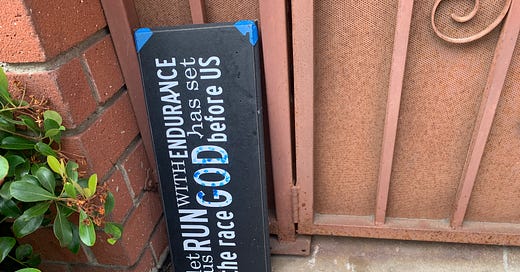 let us RUN WITH ENDURANCE
the race GOD has set before US